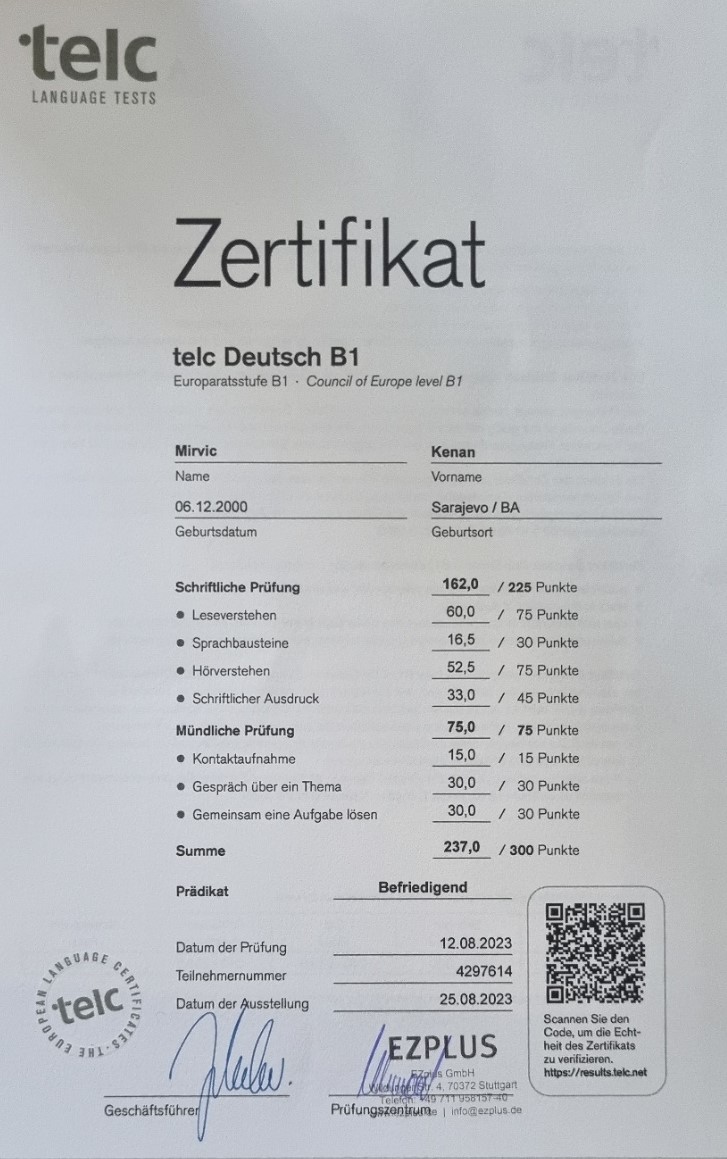 telc
LANGUAGE TESTS
Zertifikat
telc Deutsch B1
Europaratsstufe B1 · Council of Europe level B1
Mirvic Kenan
Name Vorname
06.12.2000 Sarajevo / BA
Geburtsdatum Geburtsort
Schriftliche Prüfung 162,0 / 225 Punkte
• Leseverstehen 60,0 / 75 Punkte
• Sprachbausteine 16,5 / 30 Punkte
• Hörverstehen 52,5 / 75 Punkte
• Schriftlicher Ausdruck 33,0 / 45 Punkte
Mündliche Prüfung 75,0 / 75 Punkte
• Kontaktaufnahme 15,0 / 15 Punkte
• Gespräch über ein Thema 30,0 / 30 Punkte
• Gemeinsam eine Aufgabe lösen 30,0 / 30 Punkte
Summe 237,0 / 300 Punkte
Prädikat Befriedigend
Datum der Prüfung 12.08.2023
Teilnehmernummer 4297614
Datum der Ausstellung 25.08.2023
telc
THE EUROPEAN LANGUAGE CERTIFICATES
Scannen Sie den
Code, um die Echt-
heit des Zertifikats
zu verifizieren.
https://results.telc.net
EZPLUS
EZplus GmbH
4, 70372 Stuttgart
Telefon:
Geschäftsführer
Prüfungszentrum
| info@ezplus.de